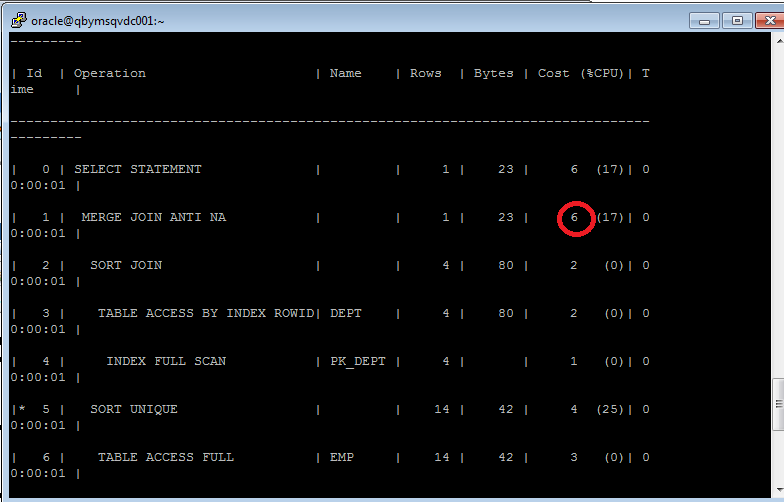 oracle@qbymsqvdc001:~
---------
| Id  | Operation                     | Name    | Rows  | Bytes | Cost (%CPU)| T
ime     |
--------------------------------------------------------------------------------
---------
|   0 | SELECT STATEMENT              |         |     1 |    23 |     6  (17)| 0
0:00:01 |
|   1 |  MERGE JOIN ANTI NA           |         |     1 |    23 |     6  (17)| 0
0:00:01 |
|   2 |   SORT JOIN                   |         |     4 |    80 |     2   (0)| 0
0:00:01 |
|   3 |    TABLE ACCESS BY INDEX ROWID| DEPT    |     4 |    80 |     2   (0)| 0
0:00:01 |
|   4 |     INDEX FULL SCAN           | PK_DEPT |     4 |       |     1   (0)| 0
0:00:01 |
|*  5 |   SORT UNIQUE                 |         |    14 |    42 |     4  (25)| 0
0:00:01 |
|   6 |    TABLE ACCESS FULL          | EMP     |    14 |    42 |     3   (0)| 0
0:00:01 |